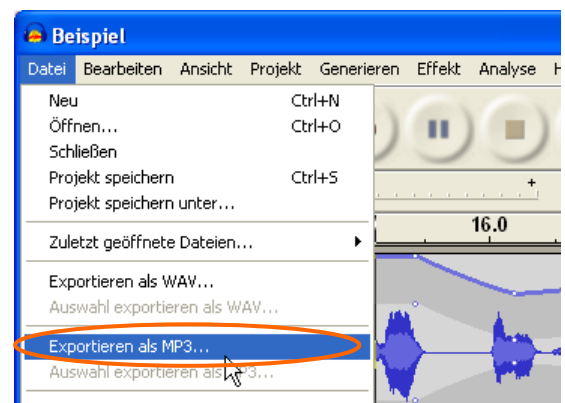 Beispiel
Datei Bearbeiten Ansicht Projekt Generieren Effekt Analyse H
Neu Ctrl+N
Öffnen... Ctrl+O
Schließen
Projekt speichern Ctrl+S
Projekt speichern unter...
Zuletzt geöffnete Dateien...
16.0
Exportieren als WAV...
Auswahl exportieren als WAV...
Exportieren als MP3...
Auswahl exportieren als MP3...